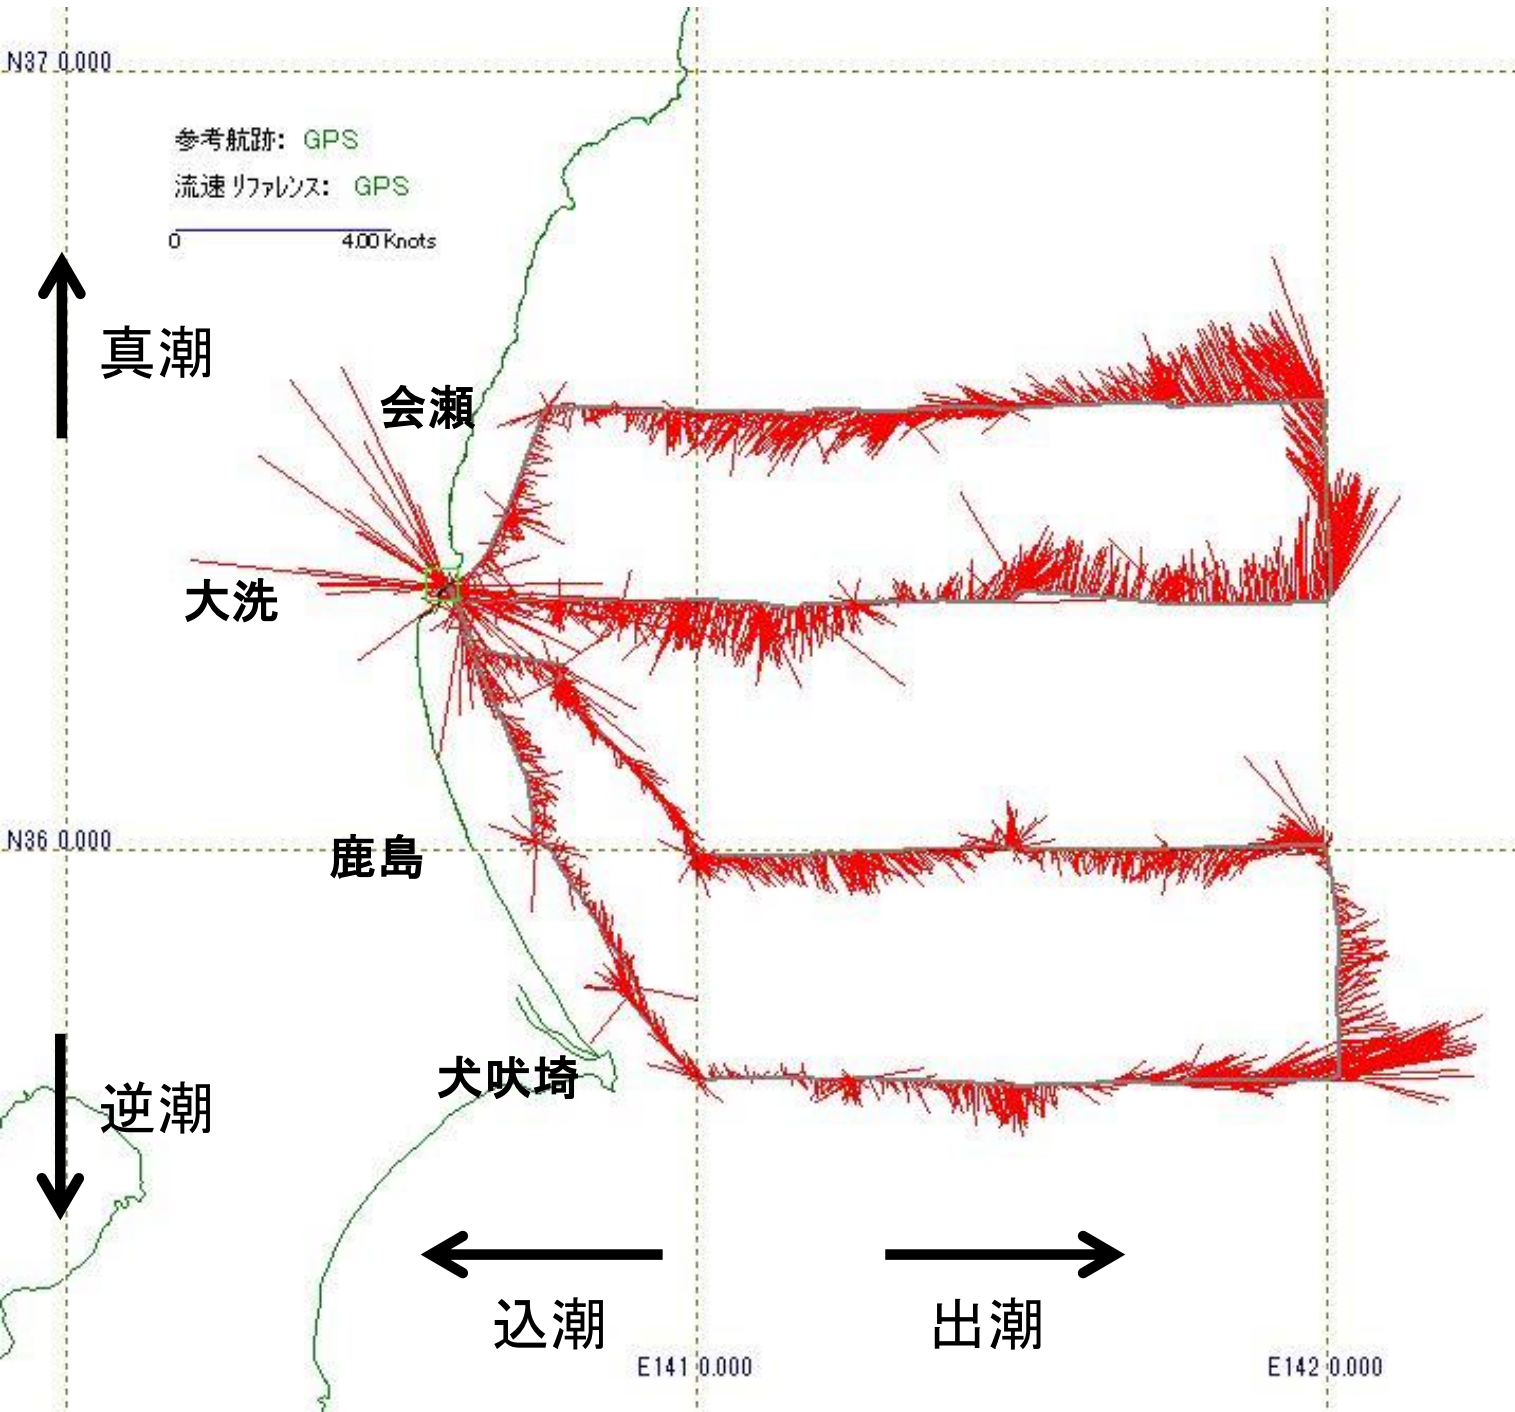 N37 0.000
参考航跡: GPS
流速リファレンス: GPS
0 4.00 Knots
真潮
会瀬
大洗
N36 0.000
鹿島
犬吠埼
逆潮
込潮
出潮
E141 0.000
E142 0.000